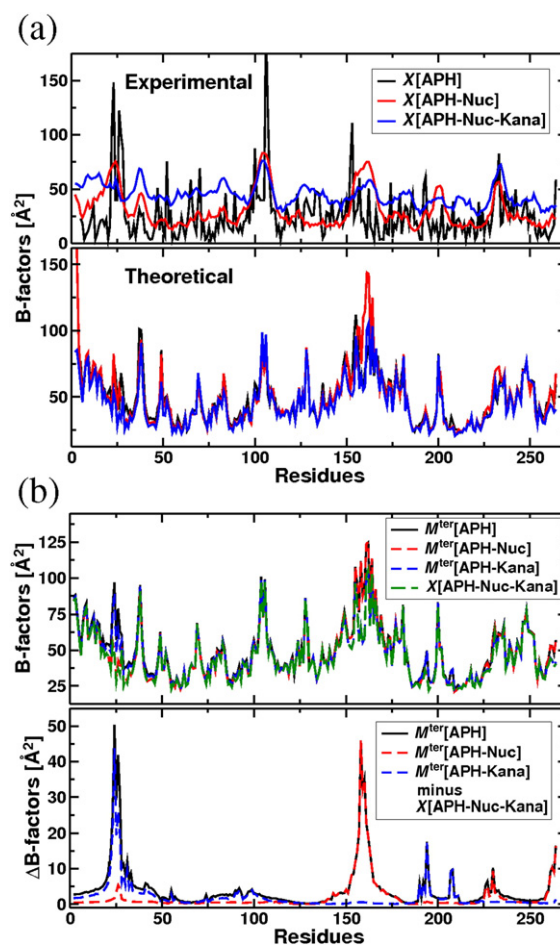 (a)
150
100
50
0
B-factors [Å²]
Experimental
X[APH]
X[APH-Nuc]
X[APH-Nuc-Kana]
150
100
50
B-factors [Å²]
Theoretical
0 50 100 150 200 250
Residues
(b)
125
100
75
50
25
B-factors [Å²]
Mᵗᵉʳ[APH]
Mᵗᵉʳ[APH-Nuc]
Mᵗᵉʳ[APH-Kana]
X[APH-Nuc-Kana]
50
40
30
20
10
0
ΔB-factors [Å²]
Mᵗᵉʳ[APH]
Mᵗᵉʳ[APH-Nuc]
Mᵗᵉʳ[APH-Kana]
minus
X[APH-Nuc-Kana]
0 50 100 150 200 250
Residues